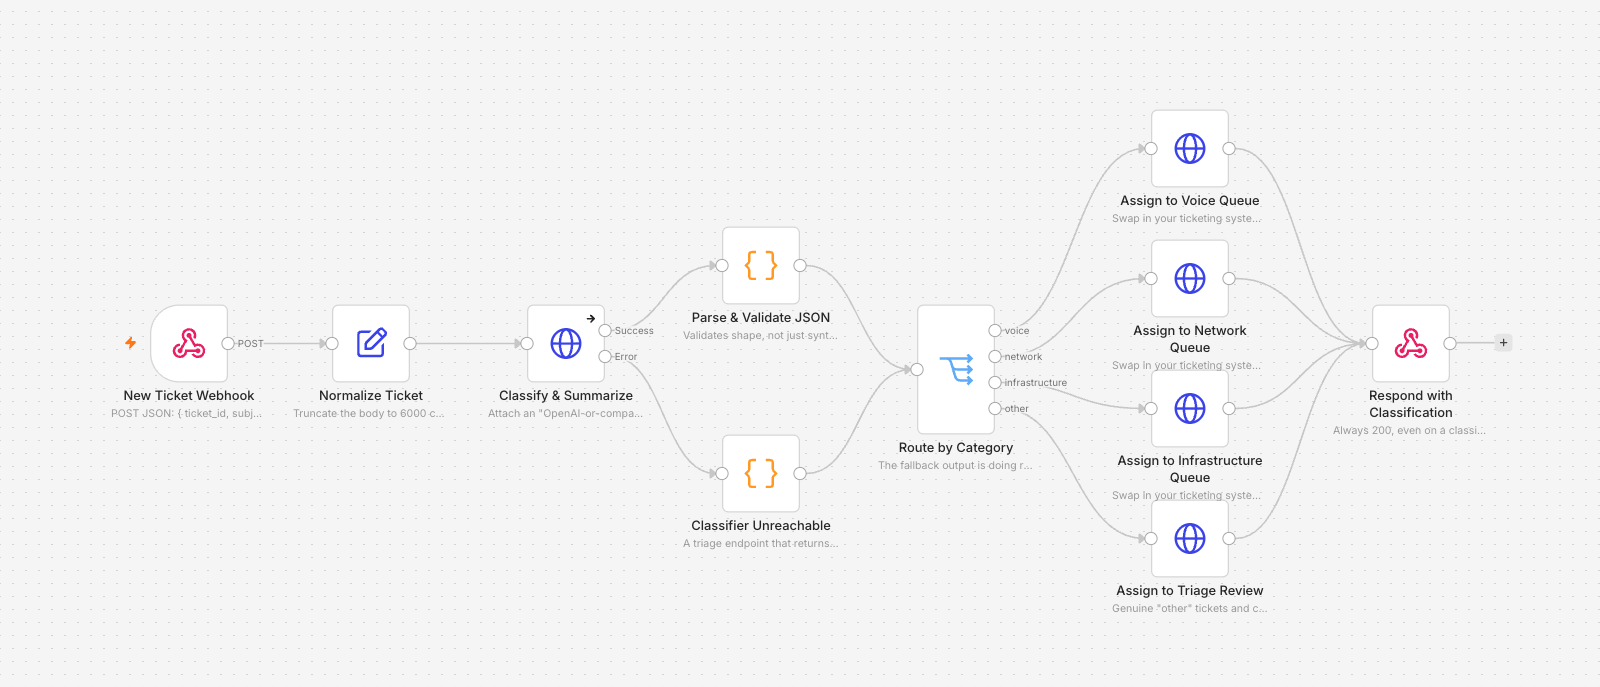 POST
New Ticket Webhook
POST JSON: { ticket_id, subj...
Normalize Ticket
Truncate the body to 6000 c...
Success
Error
Classify & Summarize
Attach an "OpenAI-or-compa...
{ }
Parse & Validate JSON
Validates shape, not just synt...
{ }
Classifier Unreachable
A triage endpoint that returns...
voice
network
infrastructure
other
Route by Category
The fallback output is doing r...
Assign to Voice Queue
Swap in your ticketing syste...
Assign to Network
Queue
Swap in your ticketing syste...
Assign to Infrastructure
Queue
Swap in your ticketing syste...
Assign to Triage Review
Genuine "other" tickets and c...
Respond with
Classification
Always 200, even on a classi...
+